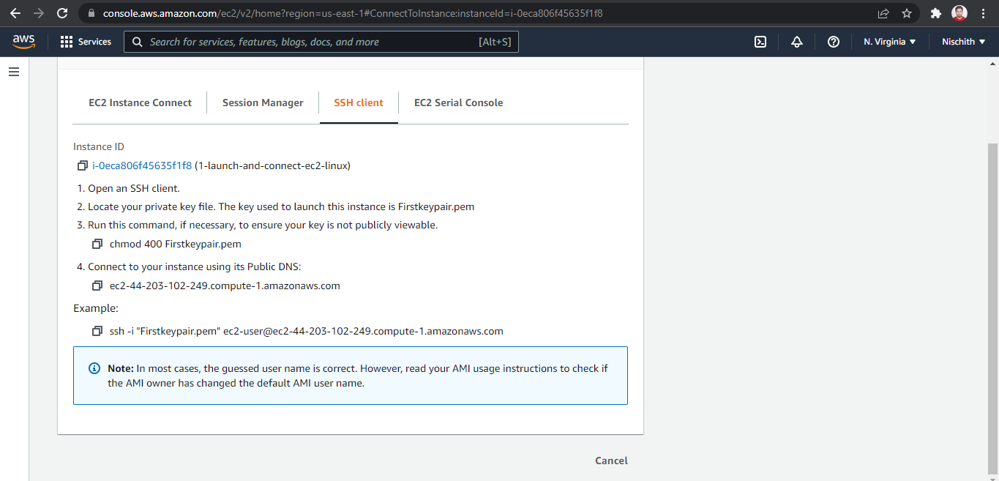 console.aws.amazon.com/ec2/v2/home?region=us-east-1#ConnectToInstance:instanceId=i-0eca806f45635f1f8
aws Services Search for services, features, blogs, docs, and more [Alt+S] N. Virginia Nischith
EC2 Instance Connect Session Manager SSH client EC2 Serial Console
Instance ID
i-0eca806f45635f1f8 (1-launch-and-connect-ec2-linux)
1. Open an SSH client.
2. Locate your private key file. The key used to launch this instance is Firstkeypair.pem
3. Run this command, if necessary, to ensure your key is not publicly viewable.
chmod 400 Firstkeypair.pem
4. Connect to your instance using its Public DNS:
ec2-44-203-102-249.compute-1.amazonaws.com
Example:
ssh -i "Firstkeypair.pem" ec2-user@ec2-44-203-102-249.compute-1.amazonaws.com
Note: In most cases, the guessed user name is correct. However, read your AMI usage instructions to check if
the AMI owner has changed the default AMI user name.
Cancel